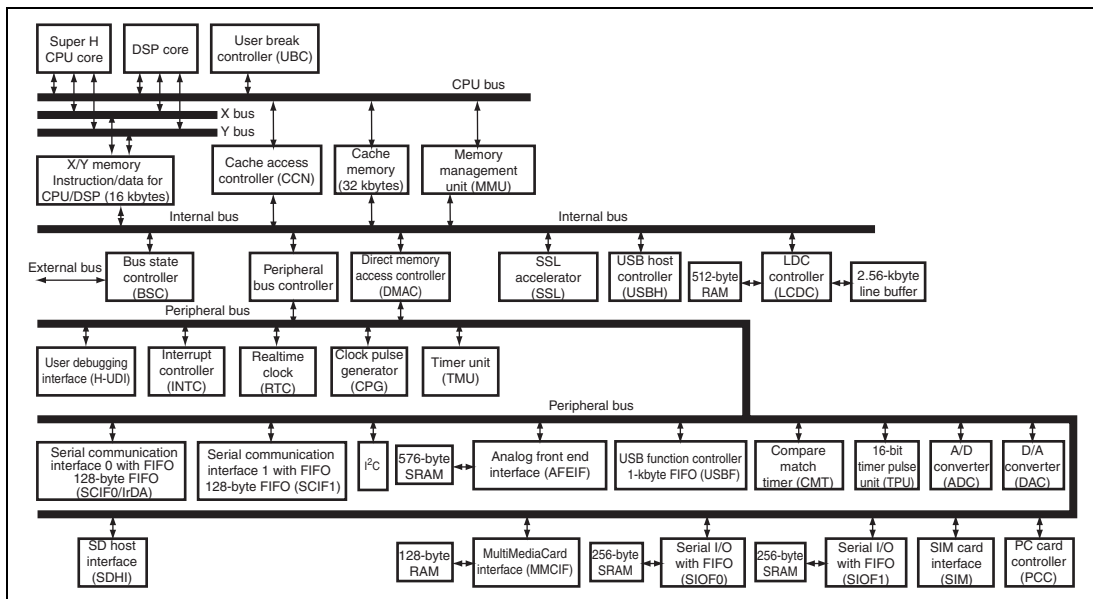 Super H
CPU core
DSP core
User break
controller (UBC)
CPU bus
X bus
Y bus
X/Y memory
Instruction/data for
CPU/DSP (16 kbytes)
Cache access
controller (CCN)
Cache
memory
(32 kbytes)
Memory
management
unit (MMU)
Internal bus
Internal bus
External bus
Bus state
controller
(BSC)
Peripheral
bus controller
Direct memory
access controller
(DMAC)
SSL
accelerator
(SSL)
USB host
controller
(USBH)
512-byte
RAM
LDC
controller
(LCDC)
2.56-kbyte
line buffer
Peripheral bus
User debugging
interface (H-UDI)
Interrupt
controller
(INTC)
Realtime
clock
(RTC)
Clock pulse
generator
(CPG)
Timer unit
(TMU)
Peripheral bus
Serial communication
interface 0 with FIFO
128-byte FIFO
(SCIF0/IrDA)
Serial communication
interface 1 with FIFO
128-byte FIFO (SCIF1)
I²C
576-byte
SRAM
Analog front end
interface (AFEIF)
USB function controller
1-kbyte FIFO (USBF)
Compare
match
timer (CMT)
16-bit
timer pulse
unit (TPU)
A/D
converter
(ADC)
D/A
converter
(DAC)
SD host
interface
(SDHI)
128-byte
RAM
MultiMediaCard
interface (MMCIF)
256-byte
SRAM
Serial I/O
with FIFO
(SIOF0)
256-byte
SRAM
Serial I/O
with FIFO
(SIOF1)
SIM card
interface
(SIM)
PC card
controller
(PCC)